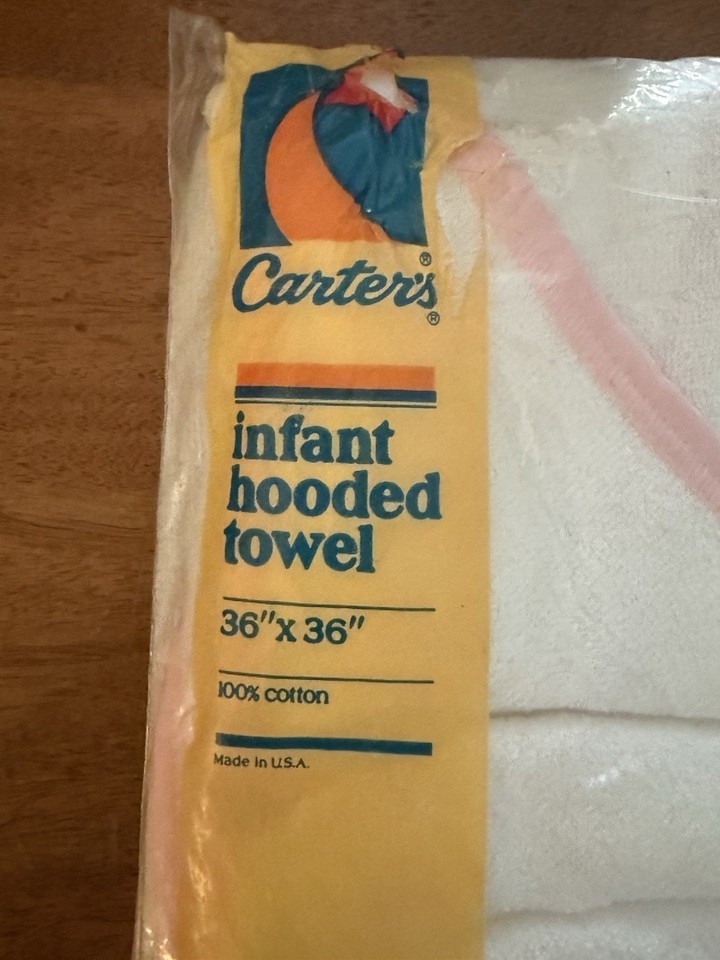 ®
Carter's
®
infant
hooded
towel
36"x 36"
100% cotton
Made in U.S.A.